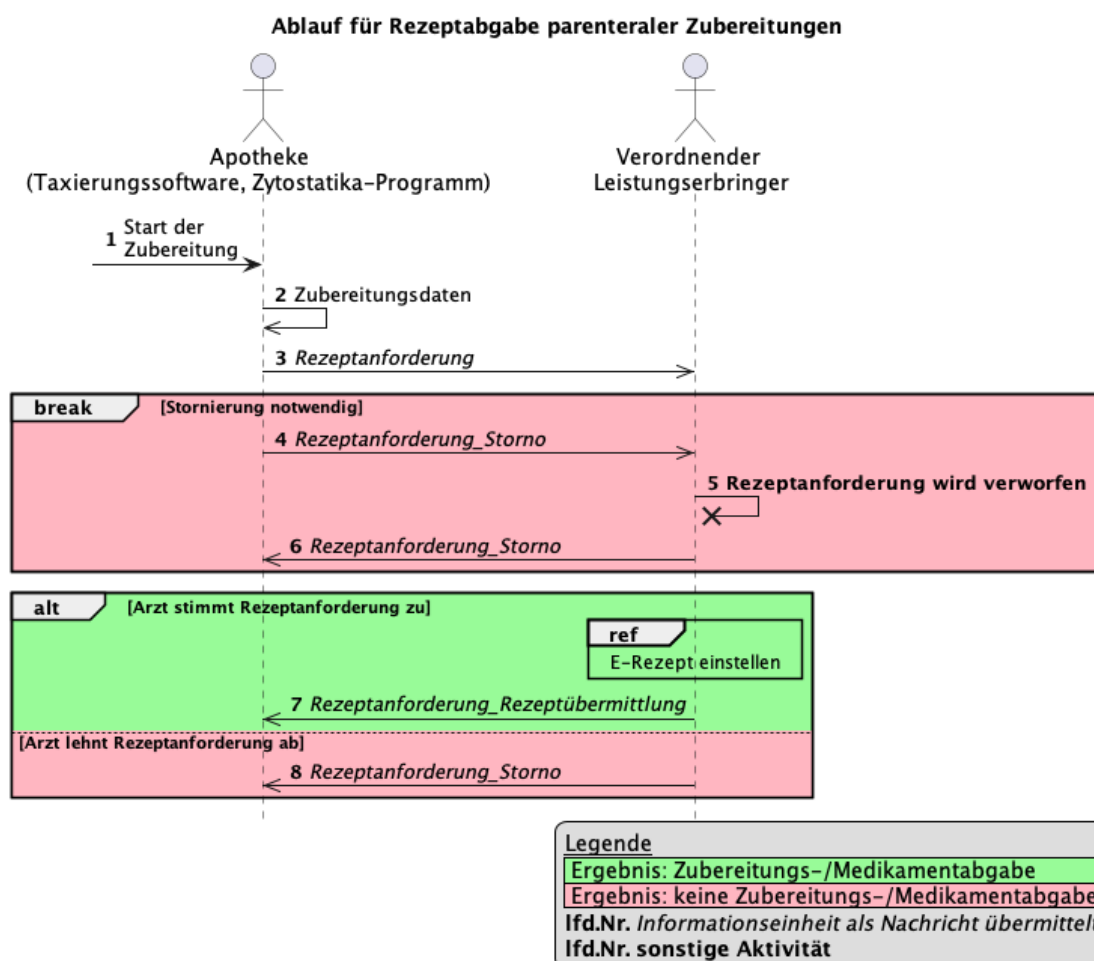 Ablauf für Rezeptabgabe parenteraler Zubereitungen
Apotheke
(Taxierungssoftware, Zytostatika-Programm)
Verordnender
Leistungserbringer
1 Start der
Zubereitung
2 Zubereitungsdaten
3 Rezeptanforderung
break [Stornierung notwendig]
4 Rezeptanforderung_Storno
5 Rezeptanforderung wird verworfen
6 Rezeptanforderung_Storno
alt [Arzt stimmt Rezeptanforderung zu]
ref
E-Rezept einstellen
7 Rezeptanforderung_Rezeptübermittlung
[Arzt lehnt Rezeptanforderung ab]
8 Rezeptanforderung_Storno
Legende
Ergebnis: Zubereitungs-/Medikamentabgabe
Ergebnis: keine Zubereitungs-/Medikamentabgabe
lfd.Nr. Informationseinheit als Nachricht übermittelt
lfd.Nr. sonstige Aktivität